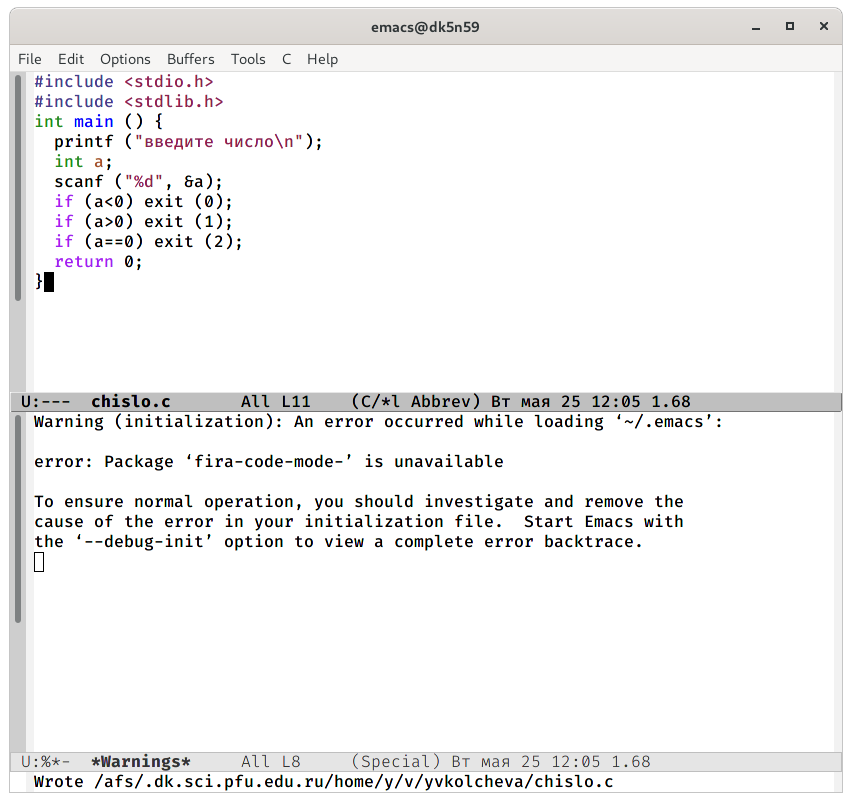 emacs@dk5n59
File Edit Options Buffers Tools C Help
#include <stdio.h>
#include <stdlib.h>
int main () {
  printf ("введите число\n");
  int a;
  scanf ("%d", &a);
  if (a<0) exit (0);
  if (a>0) exit (1);
  if (a==0) exit (2);
  return 0;
}
U:---  chislo.c       All L11    (C/*l Abbrev) Вт мая 25 12:05 1.68
Warning (initialization): An error occurred while loading ‘~/.emacs’:
error: Package ‘fira-code-mode-’ is unavailable
To ensure normal operation, you should investigate and remove the
cause of the error in your initialization file.  Start Emacs with
the ‘--debug-init’ option to view a complete error backtrace.
U:%*-  *Warnings*     All L8     (Special) Вт мая 25 12:05 1.68
Wrote /afs/.dk.sci.pfu.edu.ru/home/y/v/yvkolcheva/chislo.c